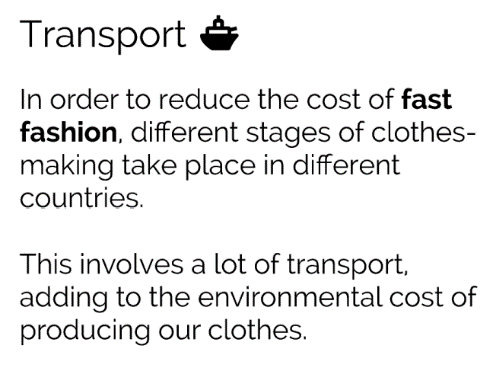 Transport
In order to reduce the cost of fast
fashion, different stages of clothes-
making take place in different
countries.
This involves a lot of transport,
adding to the environmental cost of
producing our clothes.